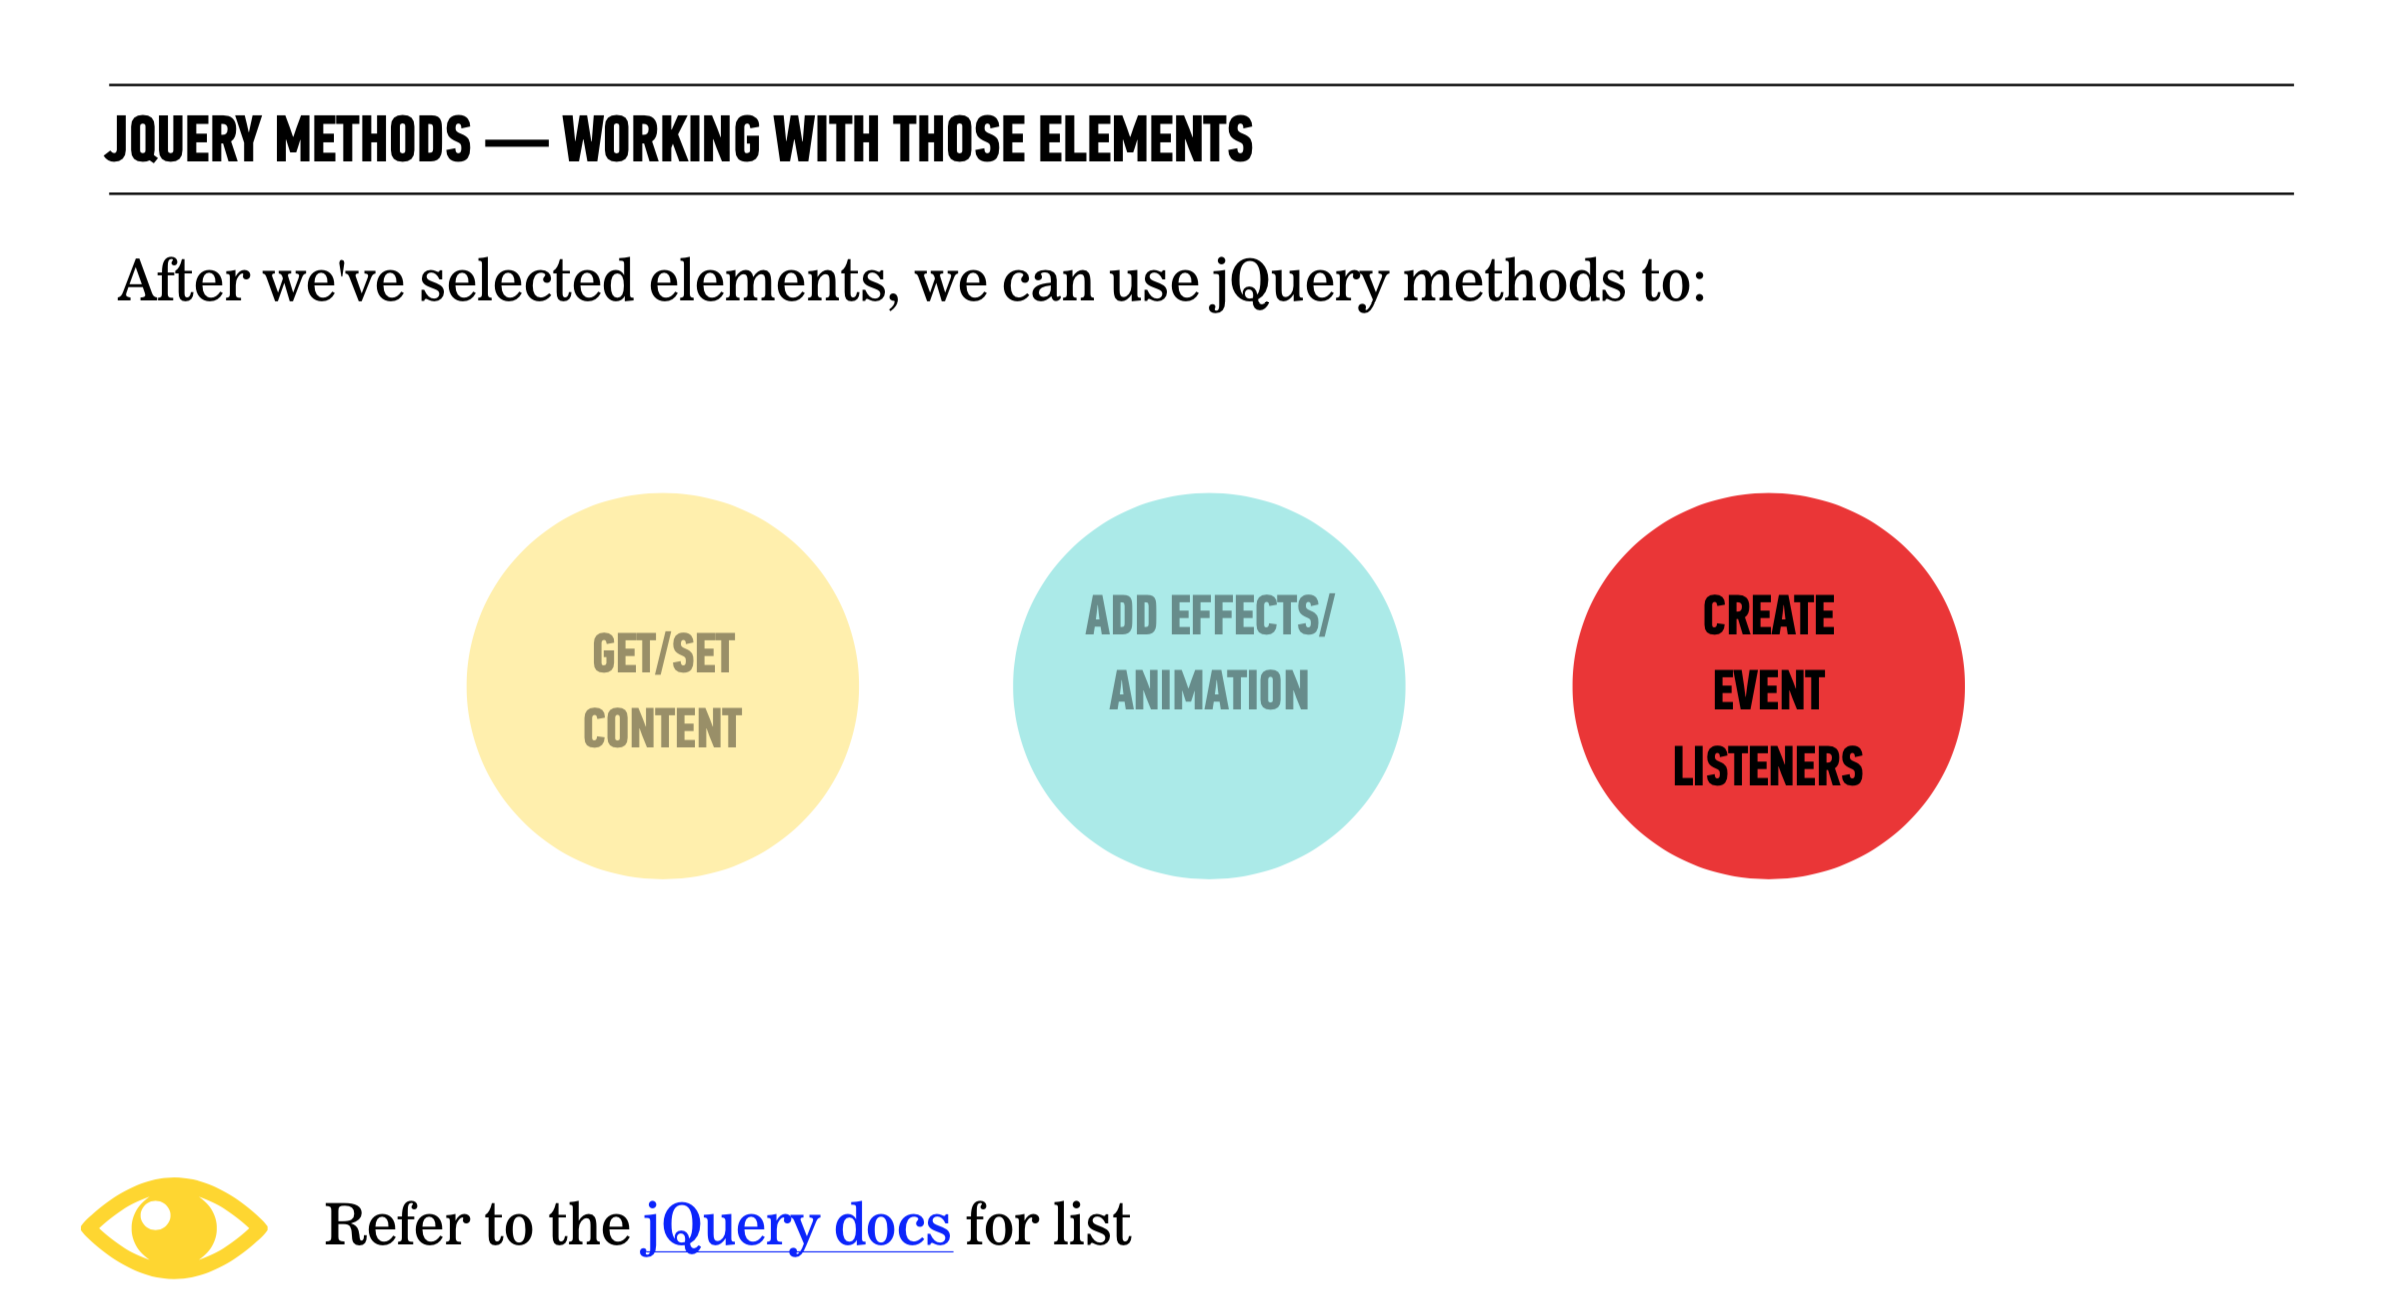 JQUERY METHODS — WORKING WITH THOSE ELEMENTS
After we've selected elements, we can use jQuery methods to:
GET/SET
CONTENT
ADD EFFECTS/
ANIMATION
CREATE
EVENT
LISTENERS
Refer to the jQuery docs for list